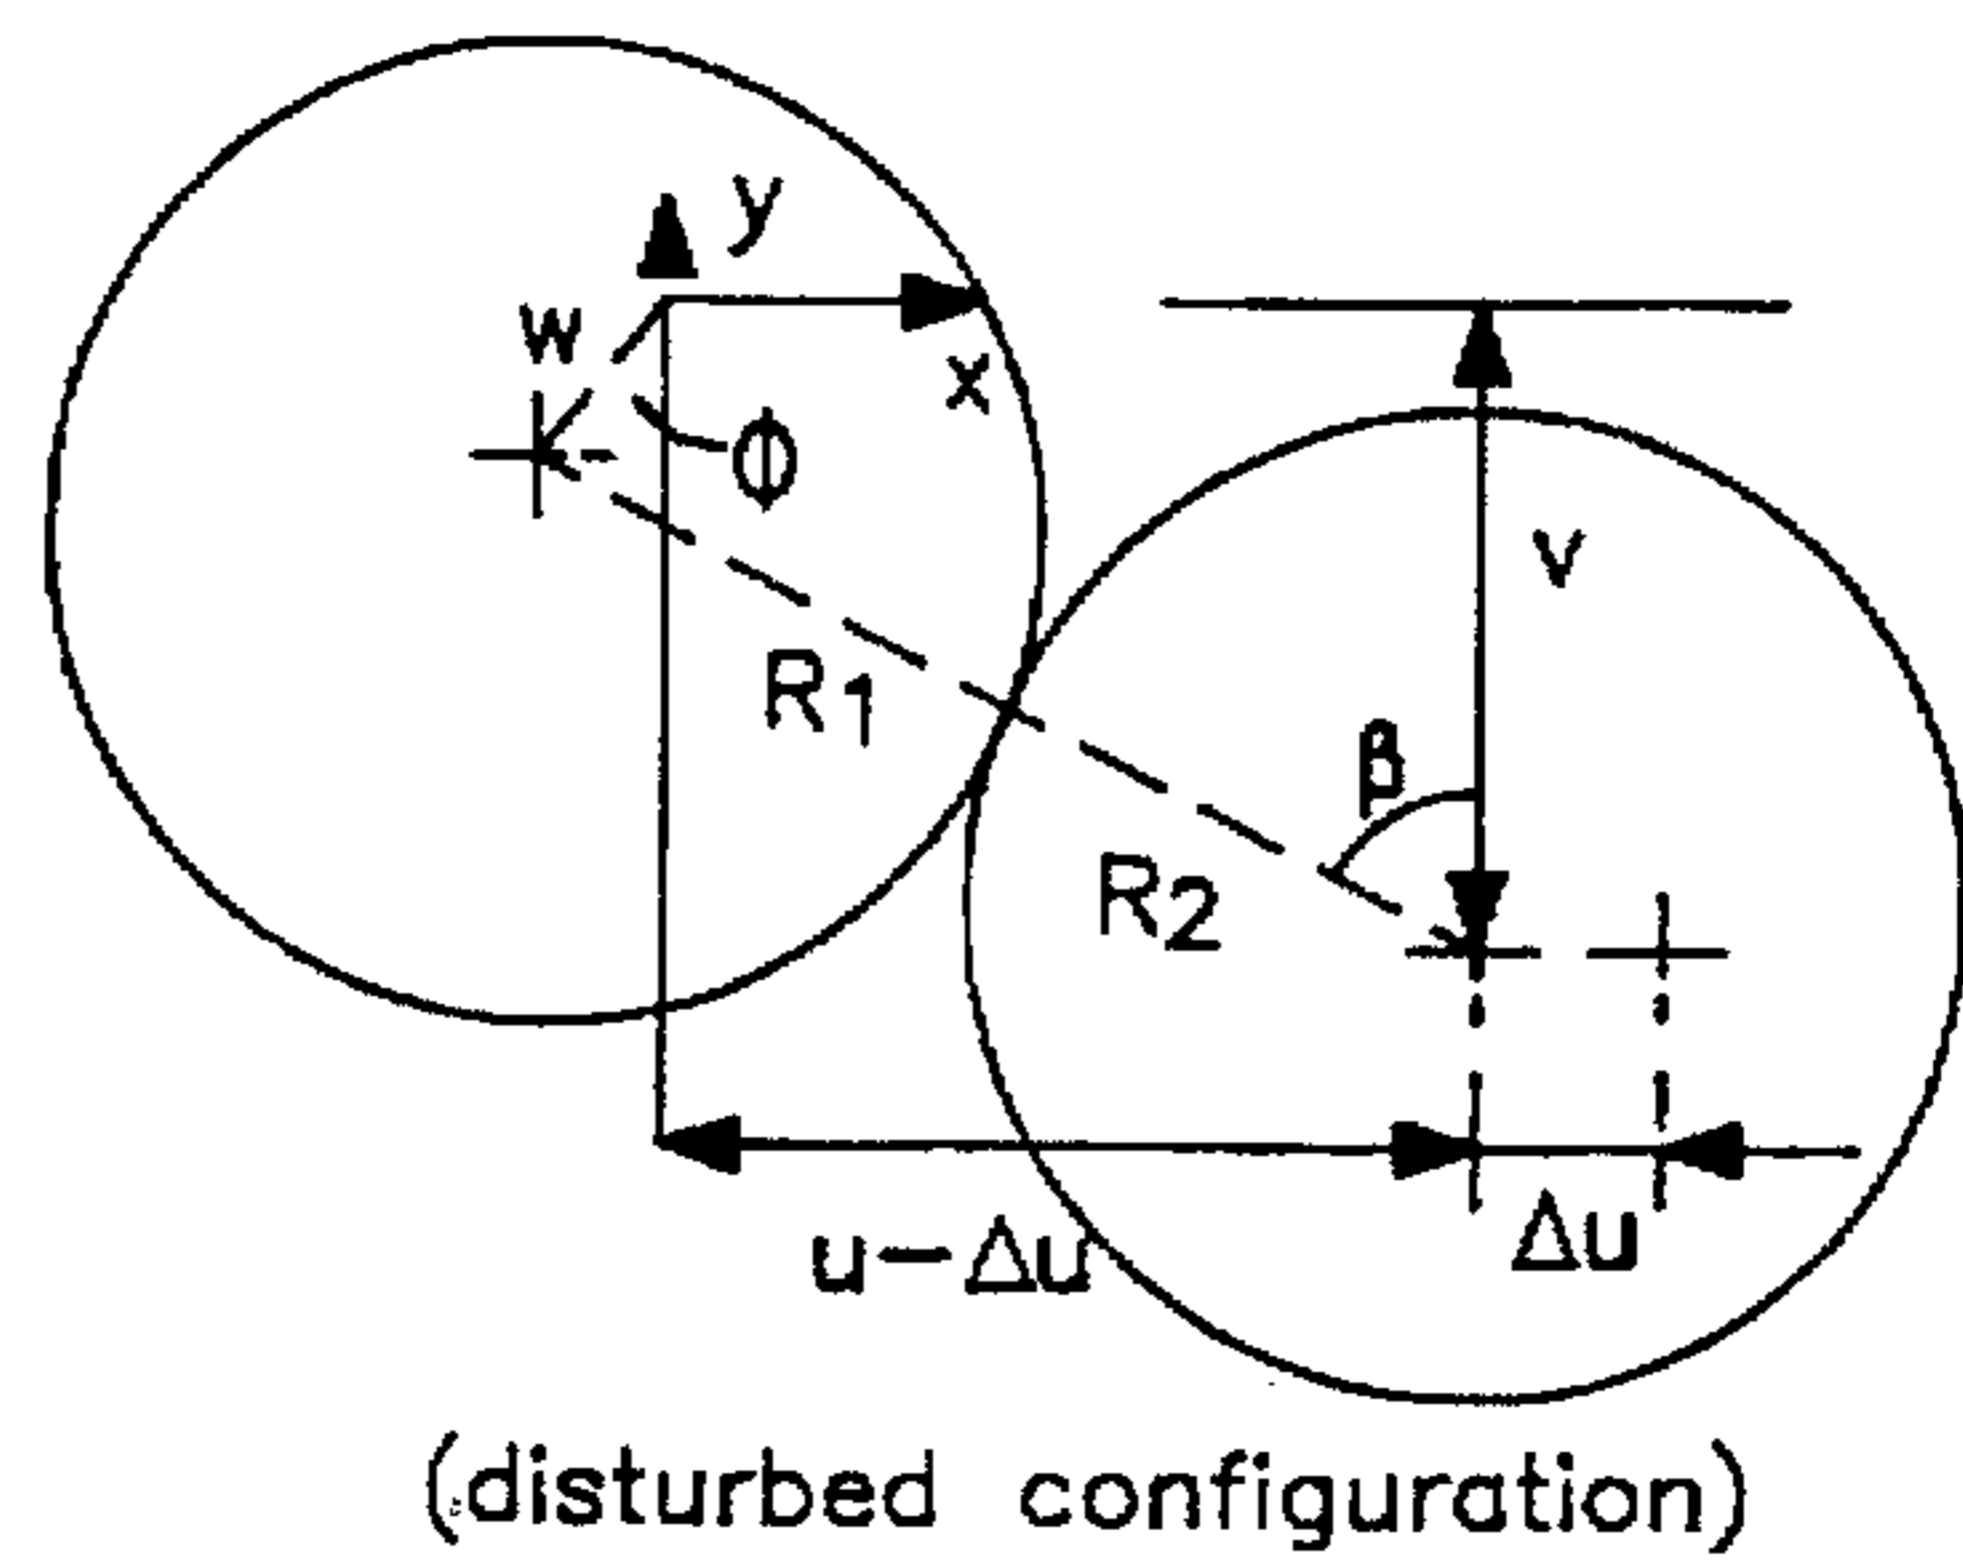 y
w
x
Φ
v
R1
β
R2
u-Δu
Δu
(disturbed configuration)